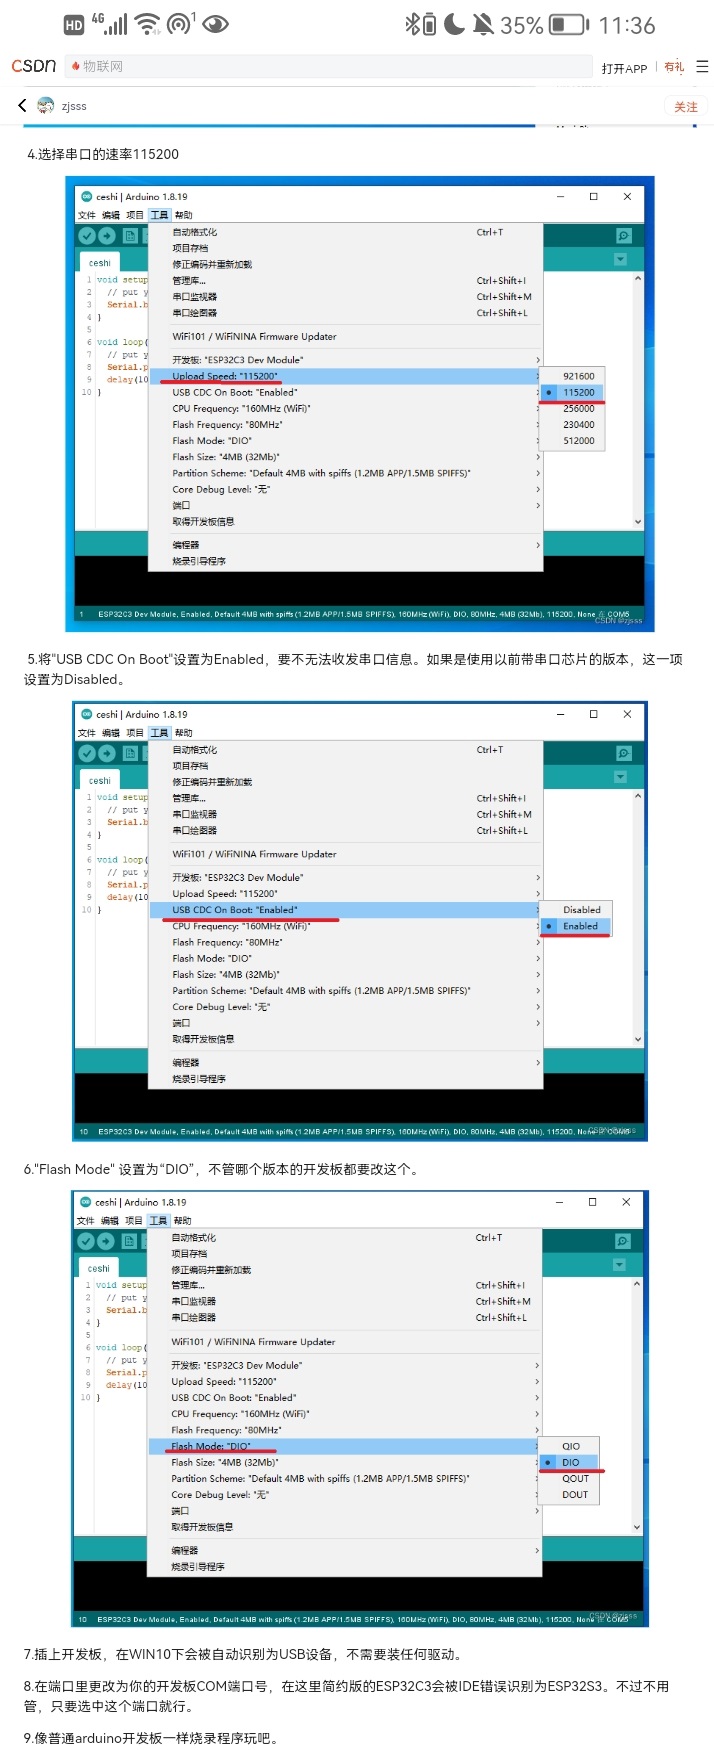 HD 4G 1 35% 11:36
CSDN 物联网 打开APP 有礼
zjsss 关注
4.选择串口的速率115200
ceshi | Arduino 1.8.19
文件 编辑 项目 工具 帮助
自动格式化 Ctrl+T
项目存档
修正编码并重新加载
ceshi
管理库... Ctrl+Shift+I
串口监视器 Ctrl+Shift+M
串口绘图器 Ctrl+Shift+L
1 void setup
2 // put y
3 Serial.b
4 }
5
6 void loop(
7 // put y
8 Serial.p
9 delay(10
10 }
WiFi101 / WiFiNINA Firmware Updater
开发板: "ESP32C3 Dev Module"
Upload Speed: "115200"
USB CDC On Boot: "Enabled"
CPU Frequency: "160MHz (WiFi)"
Flash Frequency: "80MHz"
Flash Mode: "DIO"
Flash Size: "4MB (32Mb)"
Partition Scheme: "Default 4MB with spiffs (1.2MB APP/1.5MB SPIFFS)"
Core Debug Level: "无"
端口
取得开发板信息
编程器
烧录引导程序
921600
115200
256000
230400
512000
1 ESP32C3 Dev Module, Enabled, Default 4MB with spiffs (1.2MB APP/1.5MB SPIFFS), 160MHz (WiFi), DIO, 80MHz, 4MB (32Mb), 115200, None 在 COM5
CSDN @zjsss
5.将"USB CDC On Boot"设置为Enabled，要不无法收发串口信息。如果是使用以前带串口芯片的版本，这一项
设置为Disabled。
ceshi | Arduino 1.8.19
文件 编辑 项目 工具 帮助
自动格式化 Ctrl+T
项目存档
修正编码并重新加载
ceshi
管理库... Ctrl+Shift+I
串口监视器 Ctrl+Shift+M
串口绘图器 Ctrl+Shift+L
1 void setup
2 // put y
3 Serial.b
4 }
5
6 void loop(
7 // put y
8 Serial.p
9 delay(10
10 }
WiFi101 / WiFiNINA Firmware Updater
开发板: "ESP32C3 Dev Module"
Upload Speed: "115200"
USB CDC On Boot: "Enabled"
CPU Frequency: "160MHz (WiFi)"
Flash Frequency: "80MHz"
Flash Mode: "DIO"
Flash Size: "4MB (32Mb)"
Partition Scheme: "Default 4MB with spiffs (1.2MB APP/1.5MB SPIFFS)"
Core Debug Level: "无"
端口
取得开发板信息
编程器
烧录引导程序
Disabled
Enabled
10 ESP32C3 Dev Module, Enabled, Default 4MB with spiffs (1.2MB APP/1.5MB SPIFFS), 160MHz (WiFi), DIO, 80MHz, 4MB (32Mb), 115200, None 在 COM5
CSDN @zjsss
6."Flash Mode" 设置为“DIO”，不管哪个版本的开发板都要改这个。
ceshi | Arduino 1.8.19
文件 编辑 项目 工具 帮助
自动格式化 Ctrl+T
项目存档
修正编码并重新加载
ceshi
管理库... Ctrl+Shift+I
串口监视器 Ctrl+Shift+M
串口绘图器 Ctrl+Shift+L
1 void setup
2 // put y
3 Serial.b
4 }
5
6 void loop(
7 // put y
8 Serial.p
9 delay(10
10 }
WiFi101 / WiFiNINA Firmware Updater
开发板: "ESP32C3 Dev Module"
Upload Speed: "115200"
USB CDC On Boot: "Enabled"
CPU Frequency: "160MHz (WiFi)"
Flash Frequency: "80MHz"
Flash Mode: "DIO"
Flash Size: "4MB (32Mb)"
Partition Scheme: "Default 4MB with spiffs (1.2MB APP/1.5MB SPIFFS)"
Core Debug Level: "无"
端口
取得开发板信息
编程器
烧录引导程序
QIO
DIO
QOUT
DOUT
10 ESP32C3 Dev Module, Enabled, Default 4MB with spiffs (1.2MB APP/1.5MB SPIFFS), 160MHz (WiFi), DIO, 80MHz, 4MB (32Mb), 115200, None 在 COM5
CSDN @zjsss
7.插上开发板，在WIN10下会被自动识别为USB设备，不需要装任何驱动。
8.在端口里更改为你的开发板COM端口号，在这里简约版的ESP32C3会被IDE错误识别为ESP32S3。不过不用
管，只要选中这个端口就行。
9.像普通arduino开发板一样烧录程序玩吧。